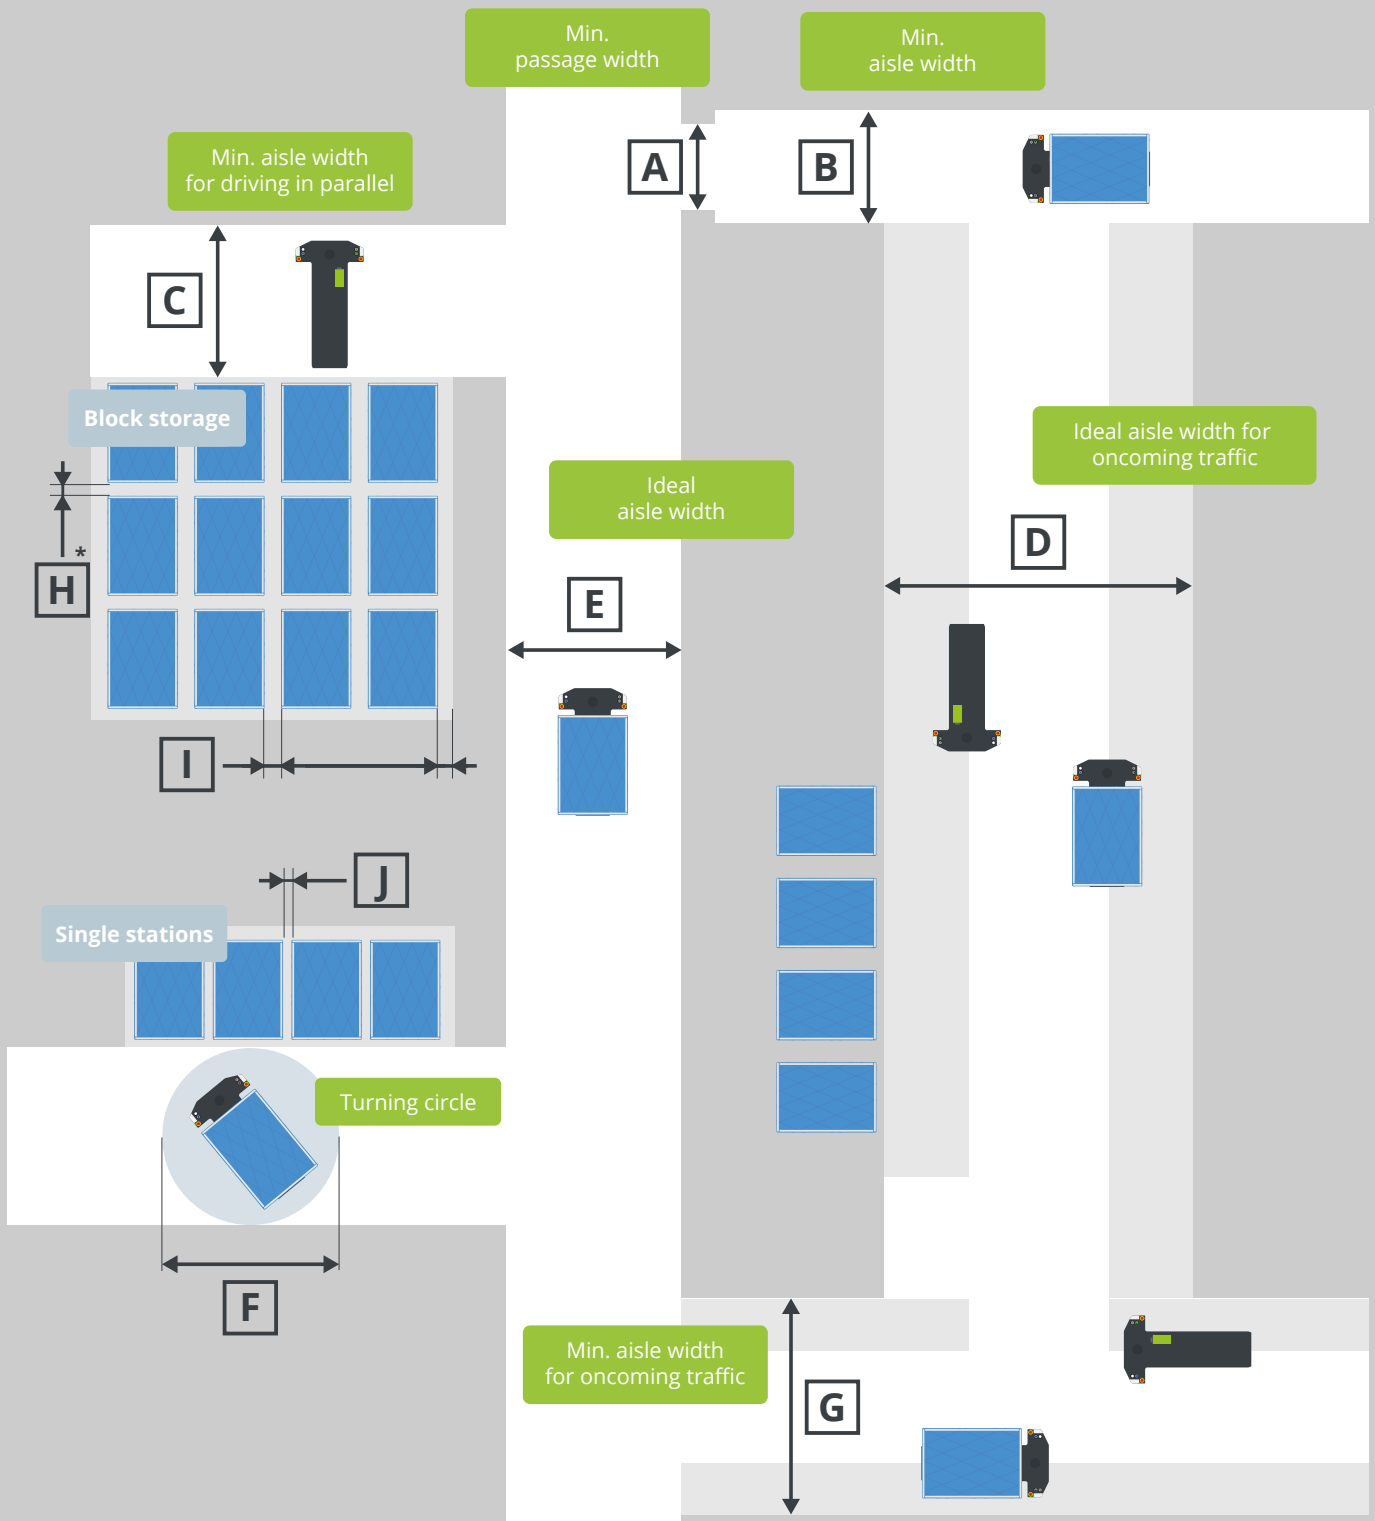 Min.
passage width
Min.
aisle width
Min. aisle width
for driving in parallel
A
B
C
Block storage
Ideal aisle width for
oncoming traffic
Ideal
aisle width
D
*
H
E
I
J
Single stations
Turning circle
F
Min. aisle width
for oncoming traffic
G